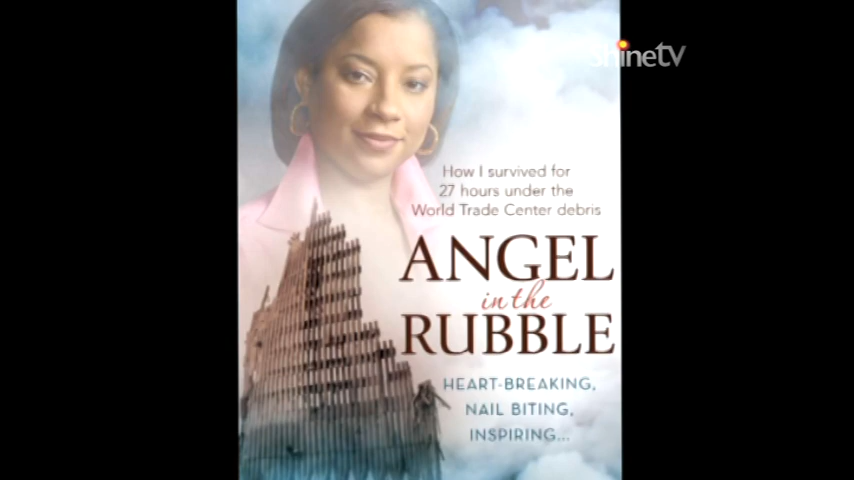 ShineTV
How I survived for
27 hours under the
World Trade Center debris
ANGEL
in the
RUBBLE
HEART-BREAKING,
NAIL BITING,
INSPIRING...